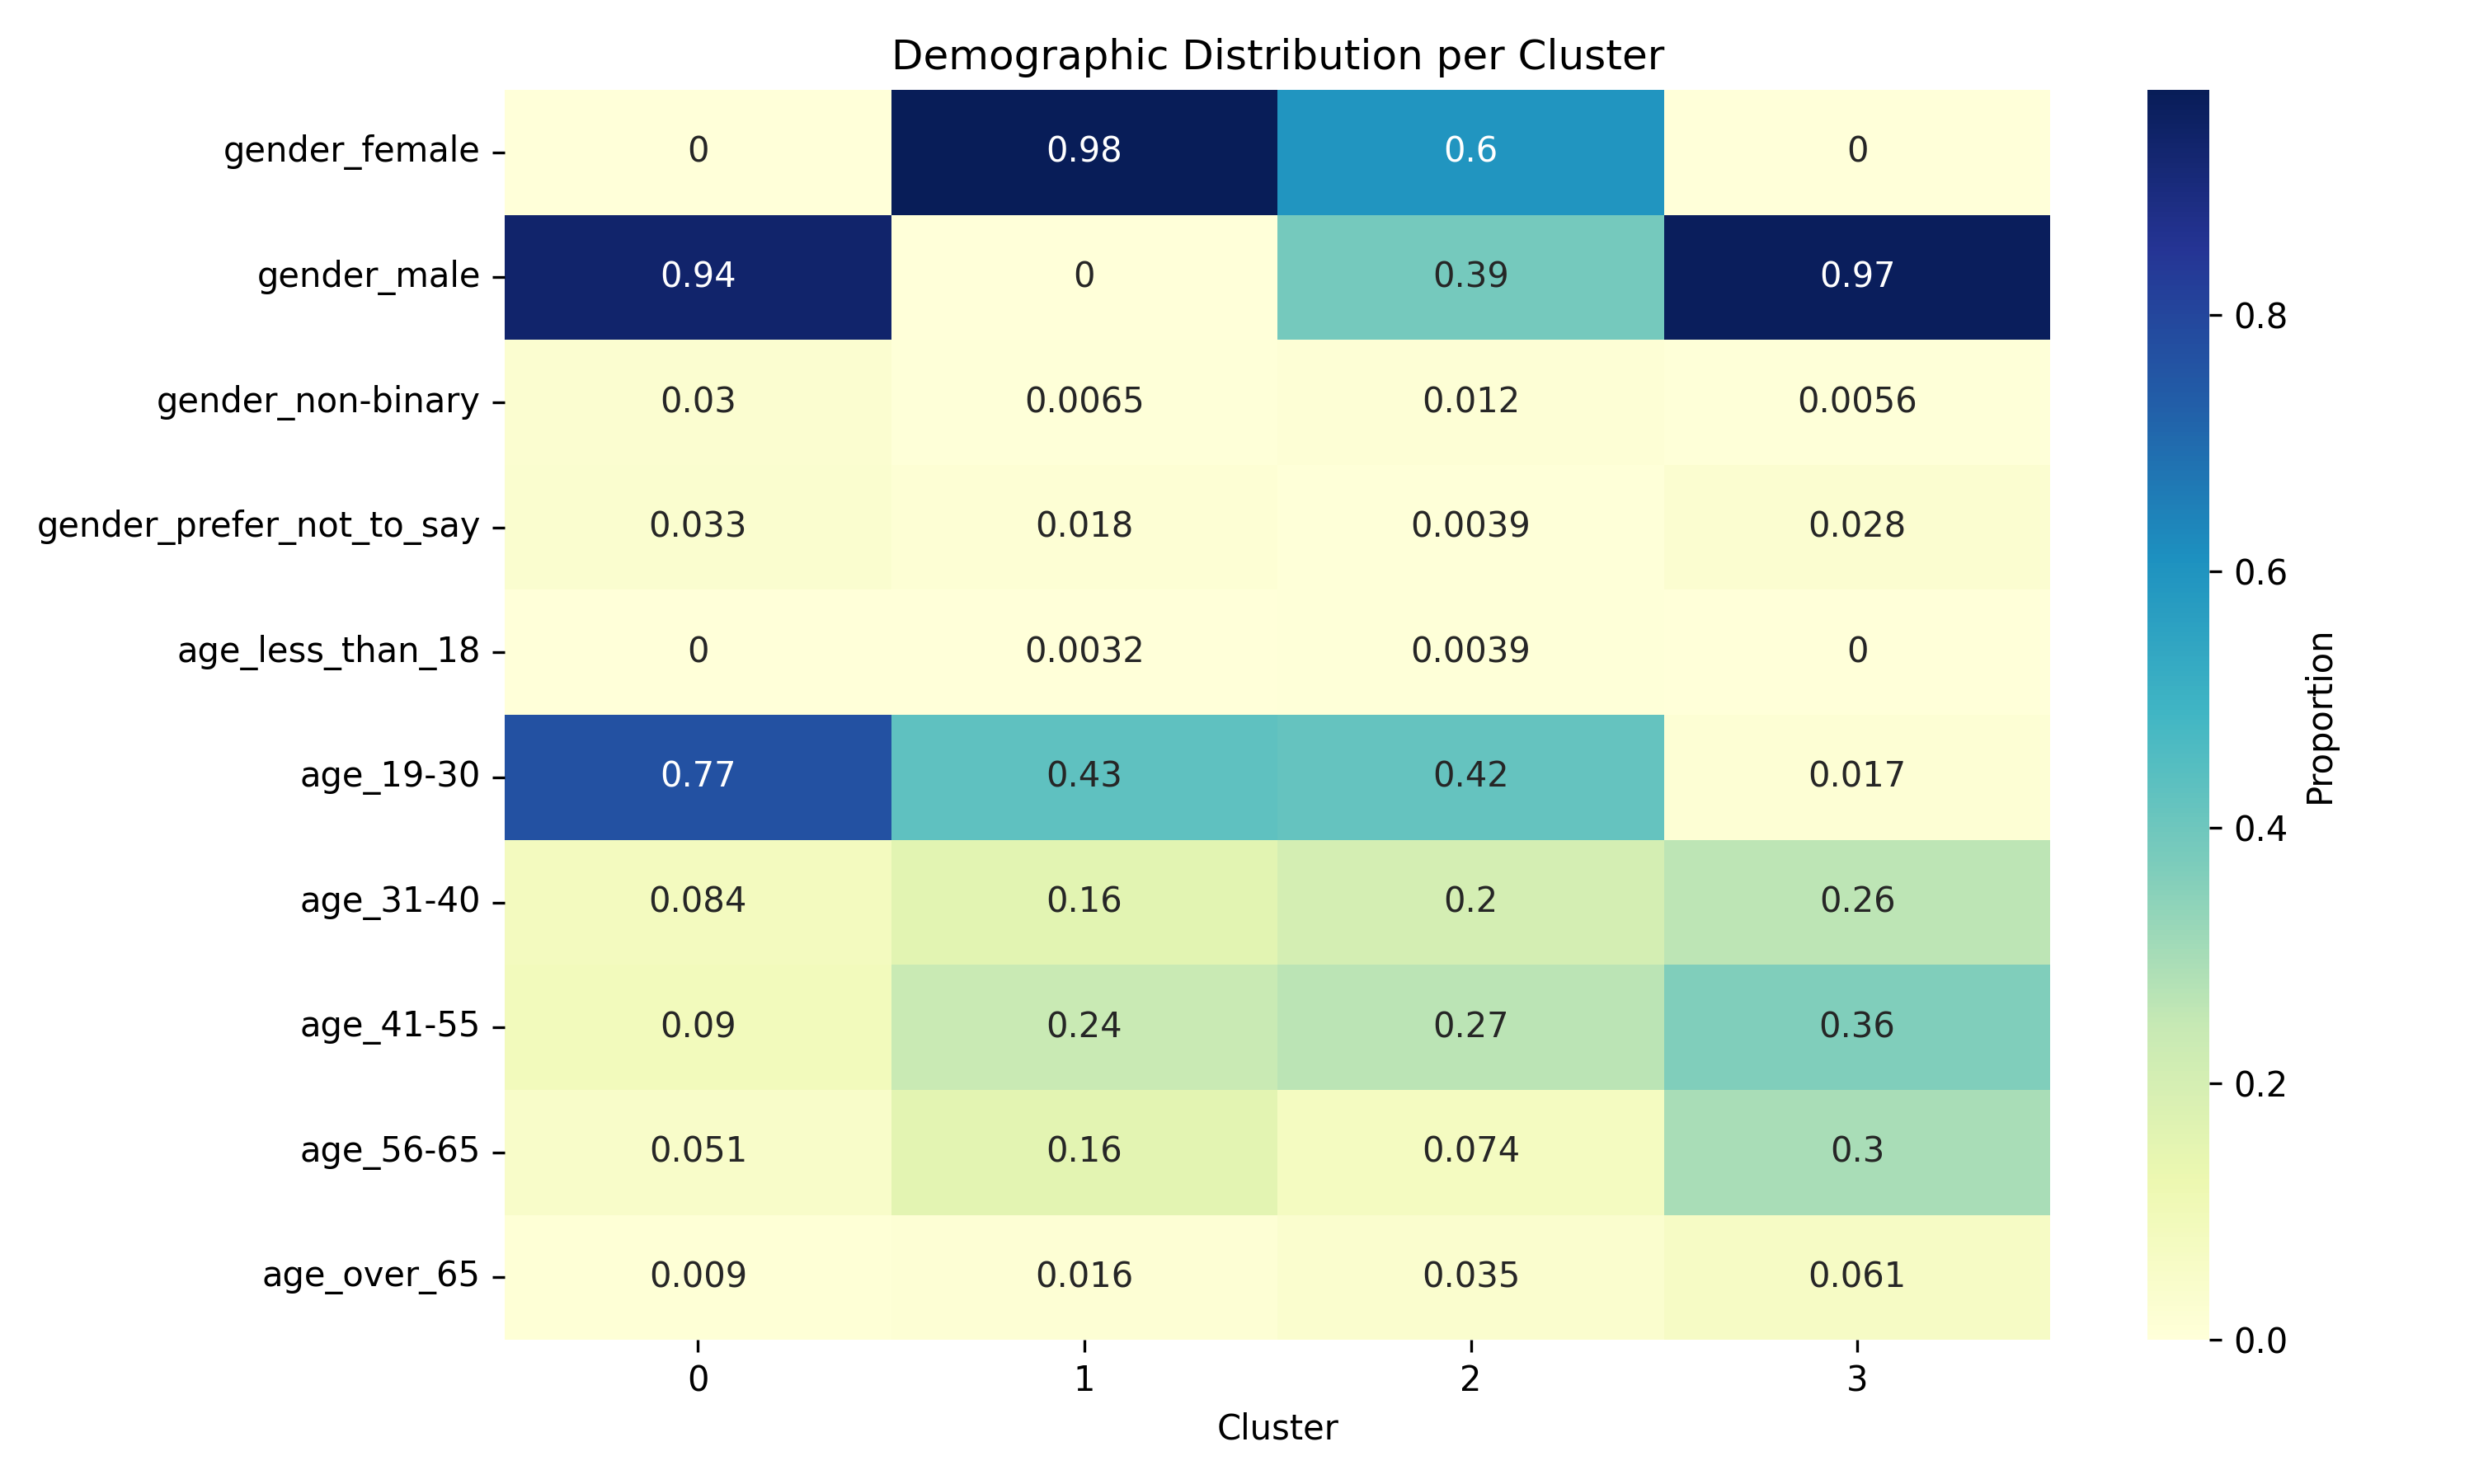 Demographic Distribution per Cluster
gender_female 0 0.98 0.6 0
gender_male 0.94 0 0.39 0.97
gender_non-binary 0.03 0.0065 0.012 0.0056
gender_prefer_not_to_say 0.033 0.018 0.0039 0.028
age_less_than_18 0 0.0032 0.0039 0
age_19-30 0.77 0.43 0.42 0.017
age_31-40 0.084 0.16 0.2 0.26
age_41-55 0.09 0.24 0.27 0.36
age_56-65 0.051 0.16 0.074 0.3
age_over_65 0.009 0.016 0.035 0.061
0 1 2 3
Cluster
0.8
0.6
0.4
0.2
0.0
Proportion